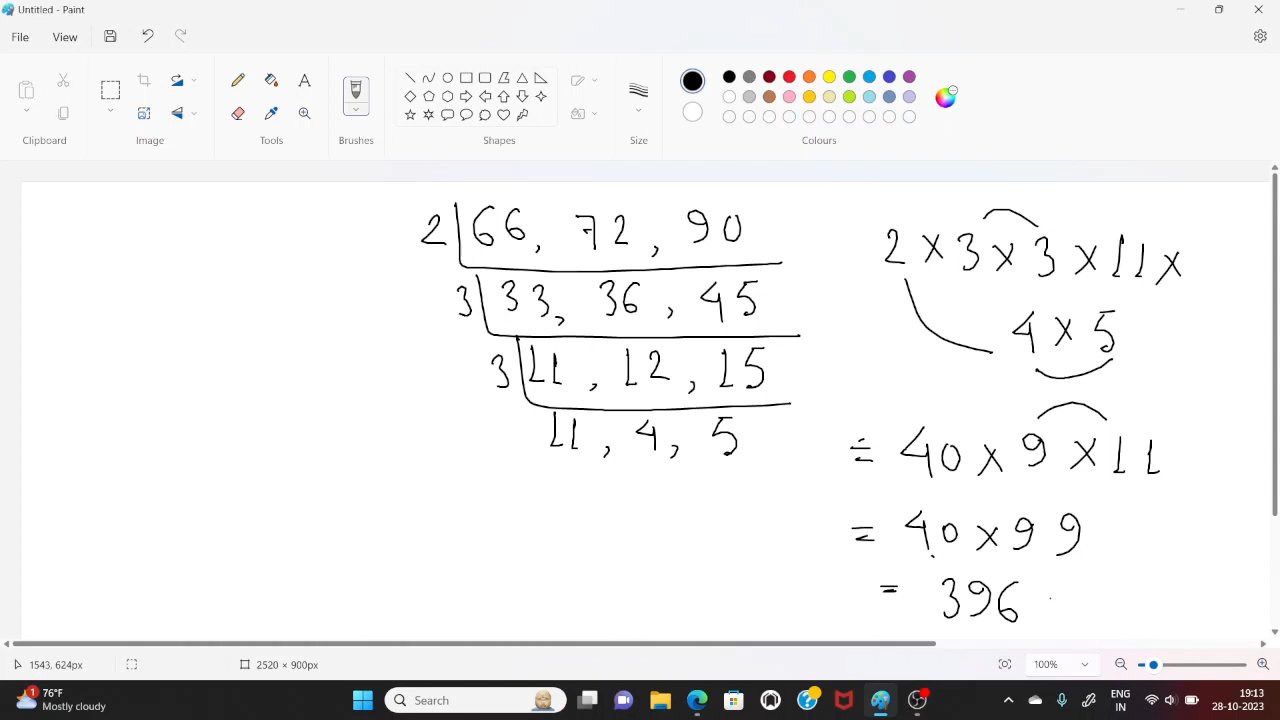 Untitled - Paint
File View
Clipboard Image Tools Brushes Shapes Size Colours
2 66, 72, 90
3 33, 36, 45
3 11, 12, 15
11, 4, 5
2 × 3 × 3 × 11 ×
4 × 5
= 40 × 9 × 11
= 40 × 99
= 396
1543, 624px 2520 × 900px 100%
1 76°F
Mostly cloudy
Search
ENG
IN
19:13
28-10-2023